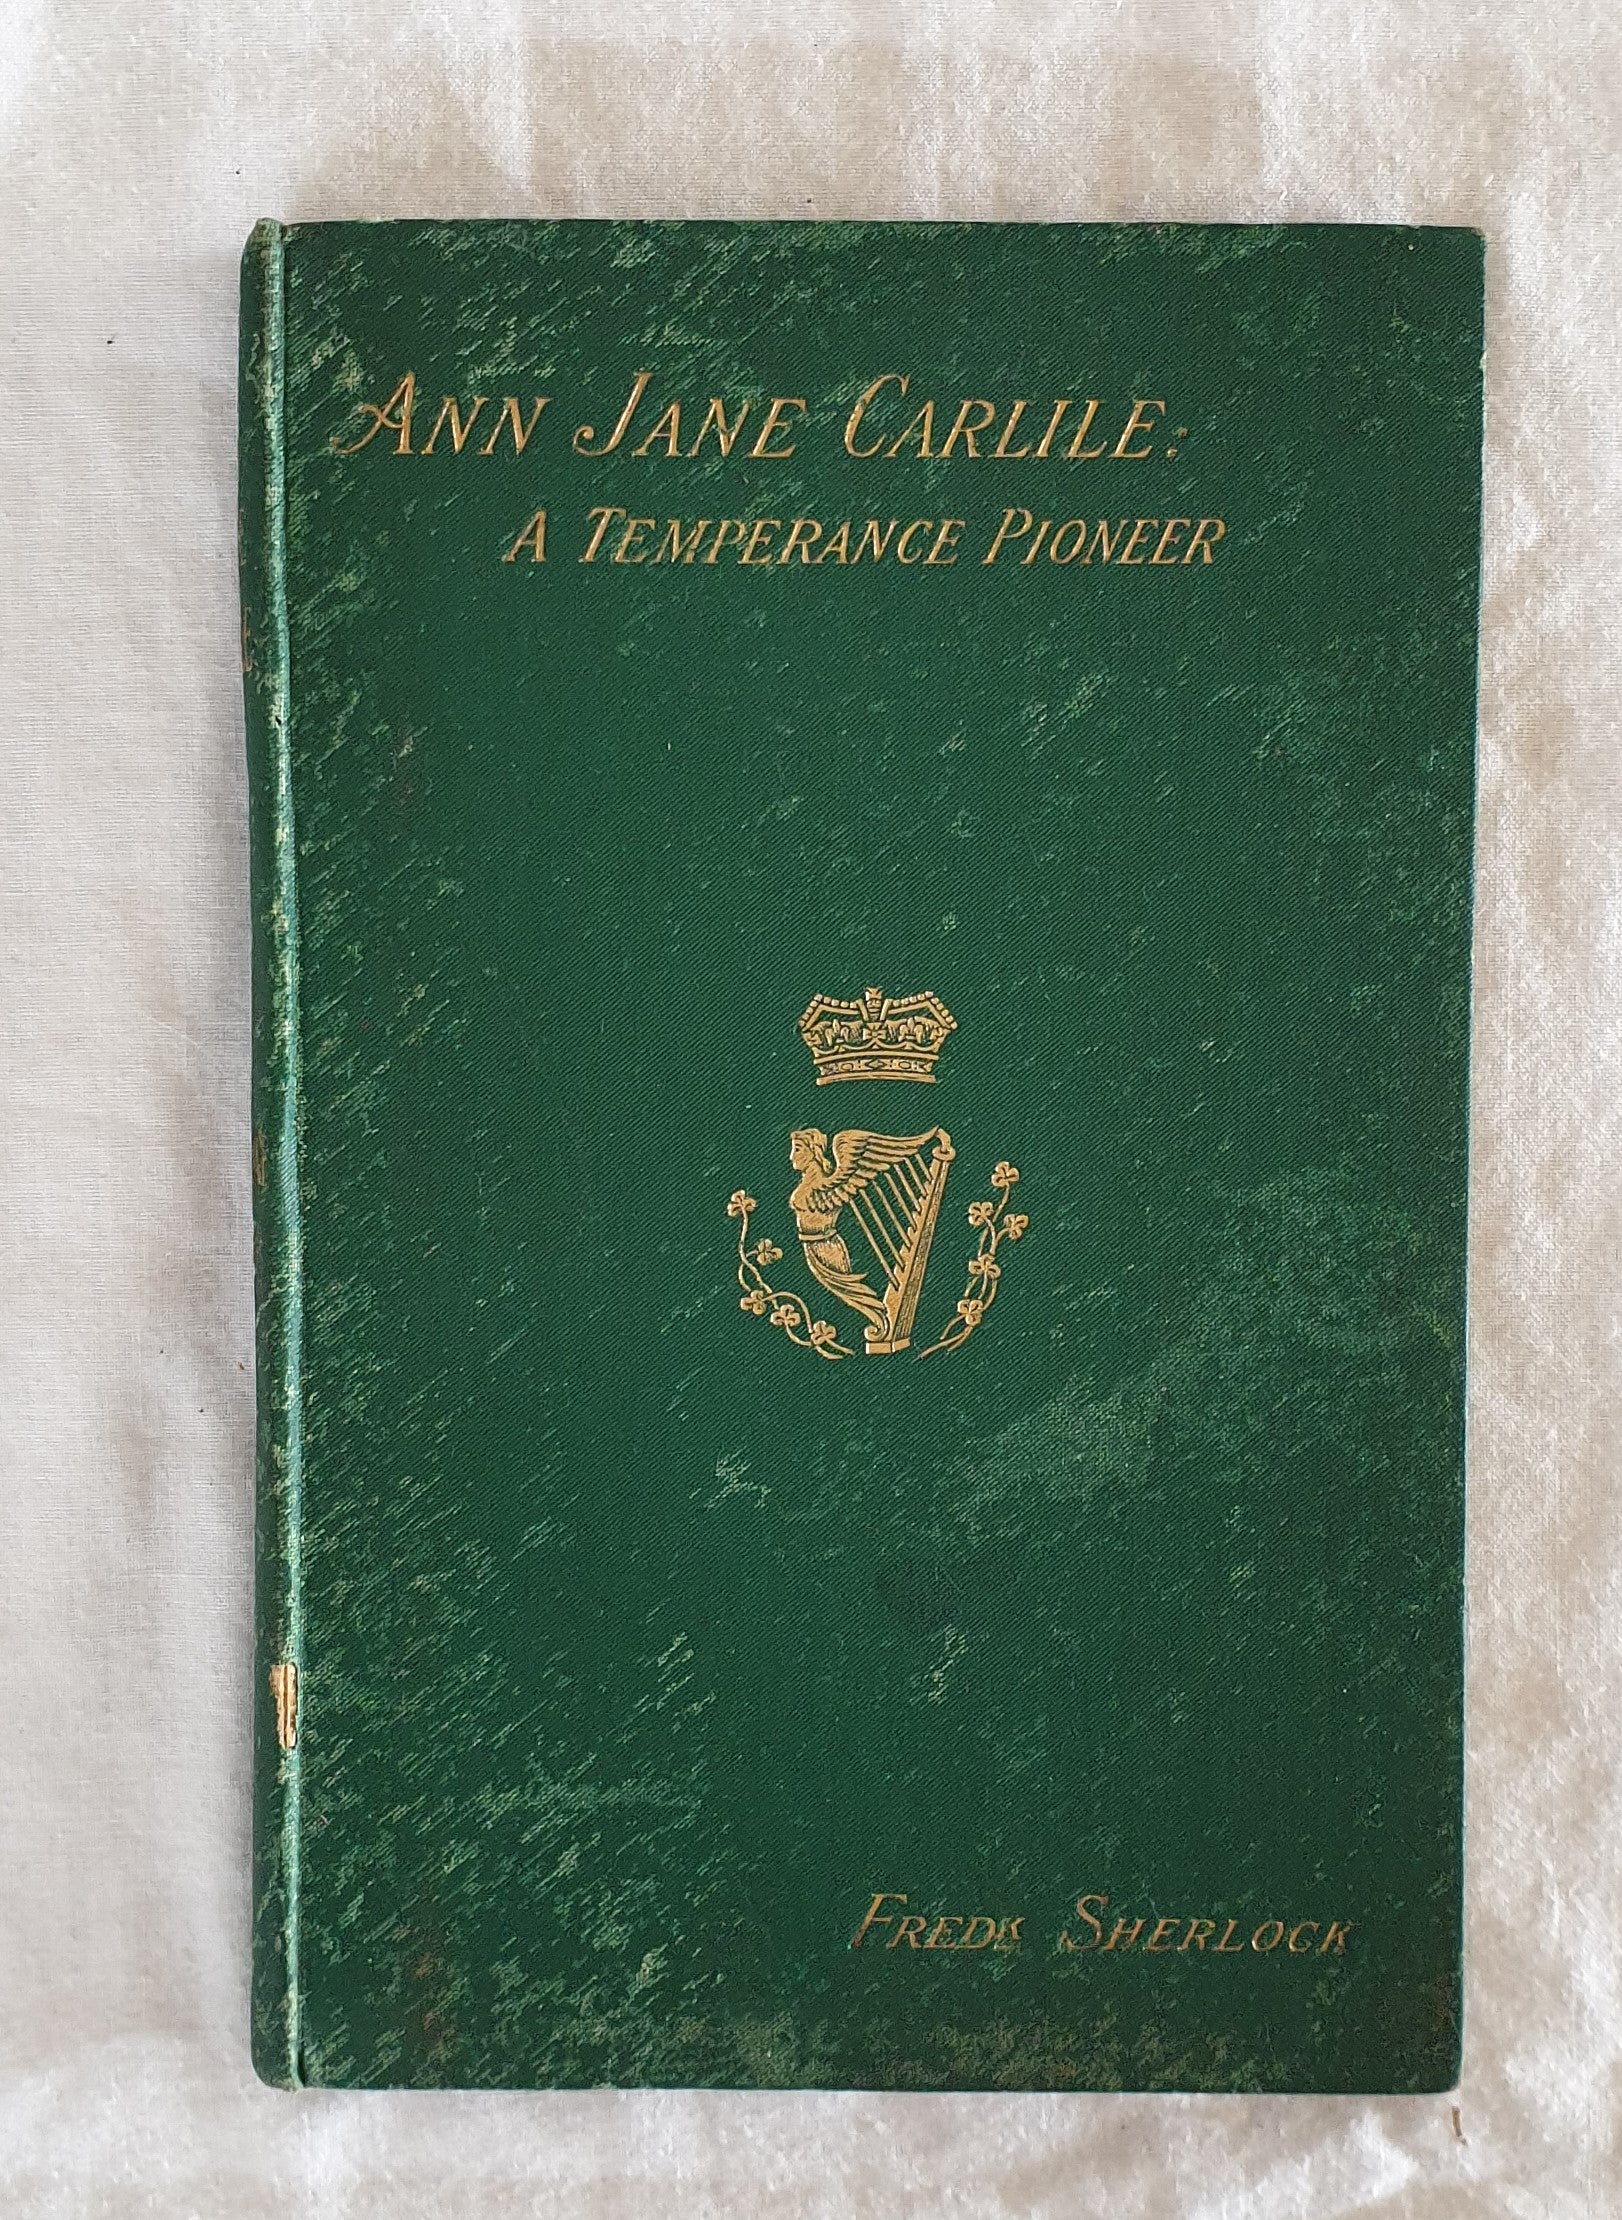 ANN JANE CARLILE:
A TEMPERANCE PIONEER
FREDK SHERLOCK